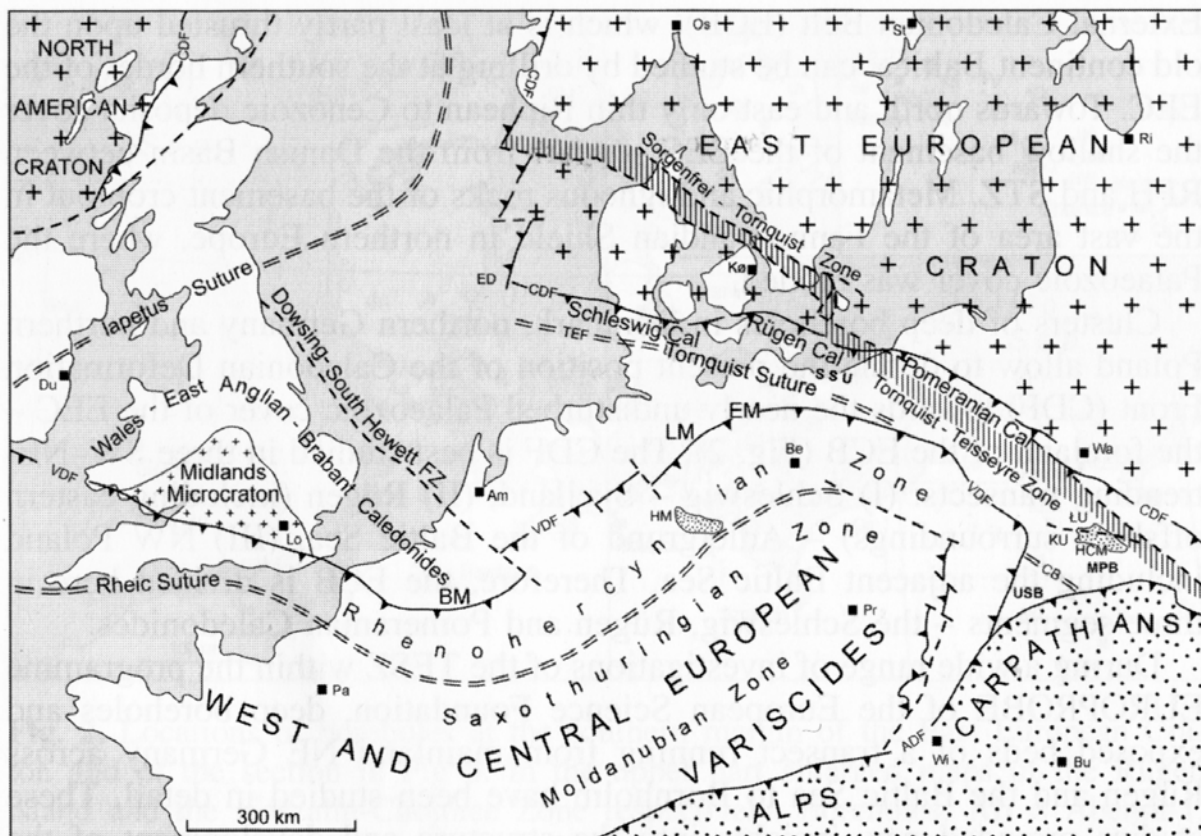 NORTH
AMERICAN
CRATON
Os
St
Ri
CDF
EAST EUROPEAN
CRATON
Sorgenfrei - Tornquist
Zone
Kø
ED
CDF
TEF
Schleswig Cal
Rügen Cal
Pomeranian Cal
Tornquist Suture
S S U
Tornquist - Teisseyre Zone
CDF
Iapetus Suture
Dowsing-South Hewett F.Z.
Du
Wales
East Anglian - Brabant Caledonides
Midlands
Microcraton
VDF
Lo
Am
LM
EM
Be
Wa
VDF
HM
VDF
LU
KU
HCM
MPB
USB
Rheic Suture
BM
Rhenohercynian Zone
Saxothuringian Zone
Moldanubian Zone
Pr
Pa
WEST AND CENTRAL EUROPEAN
VARISCIDES
CARPATHIANS
ALPS
ADF
Wi
Bu
300 km